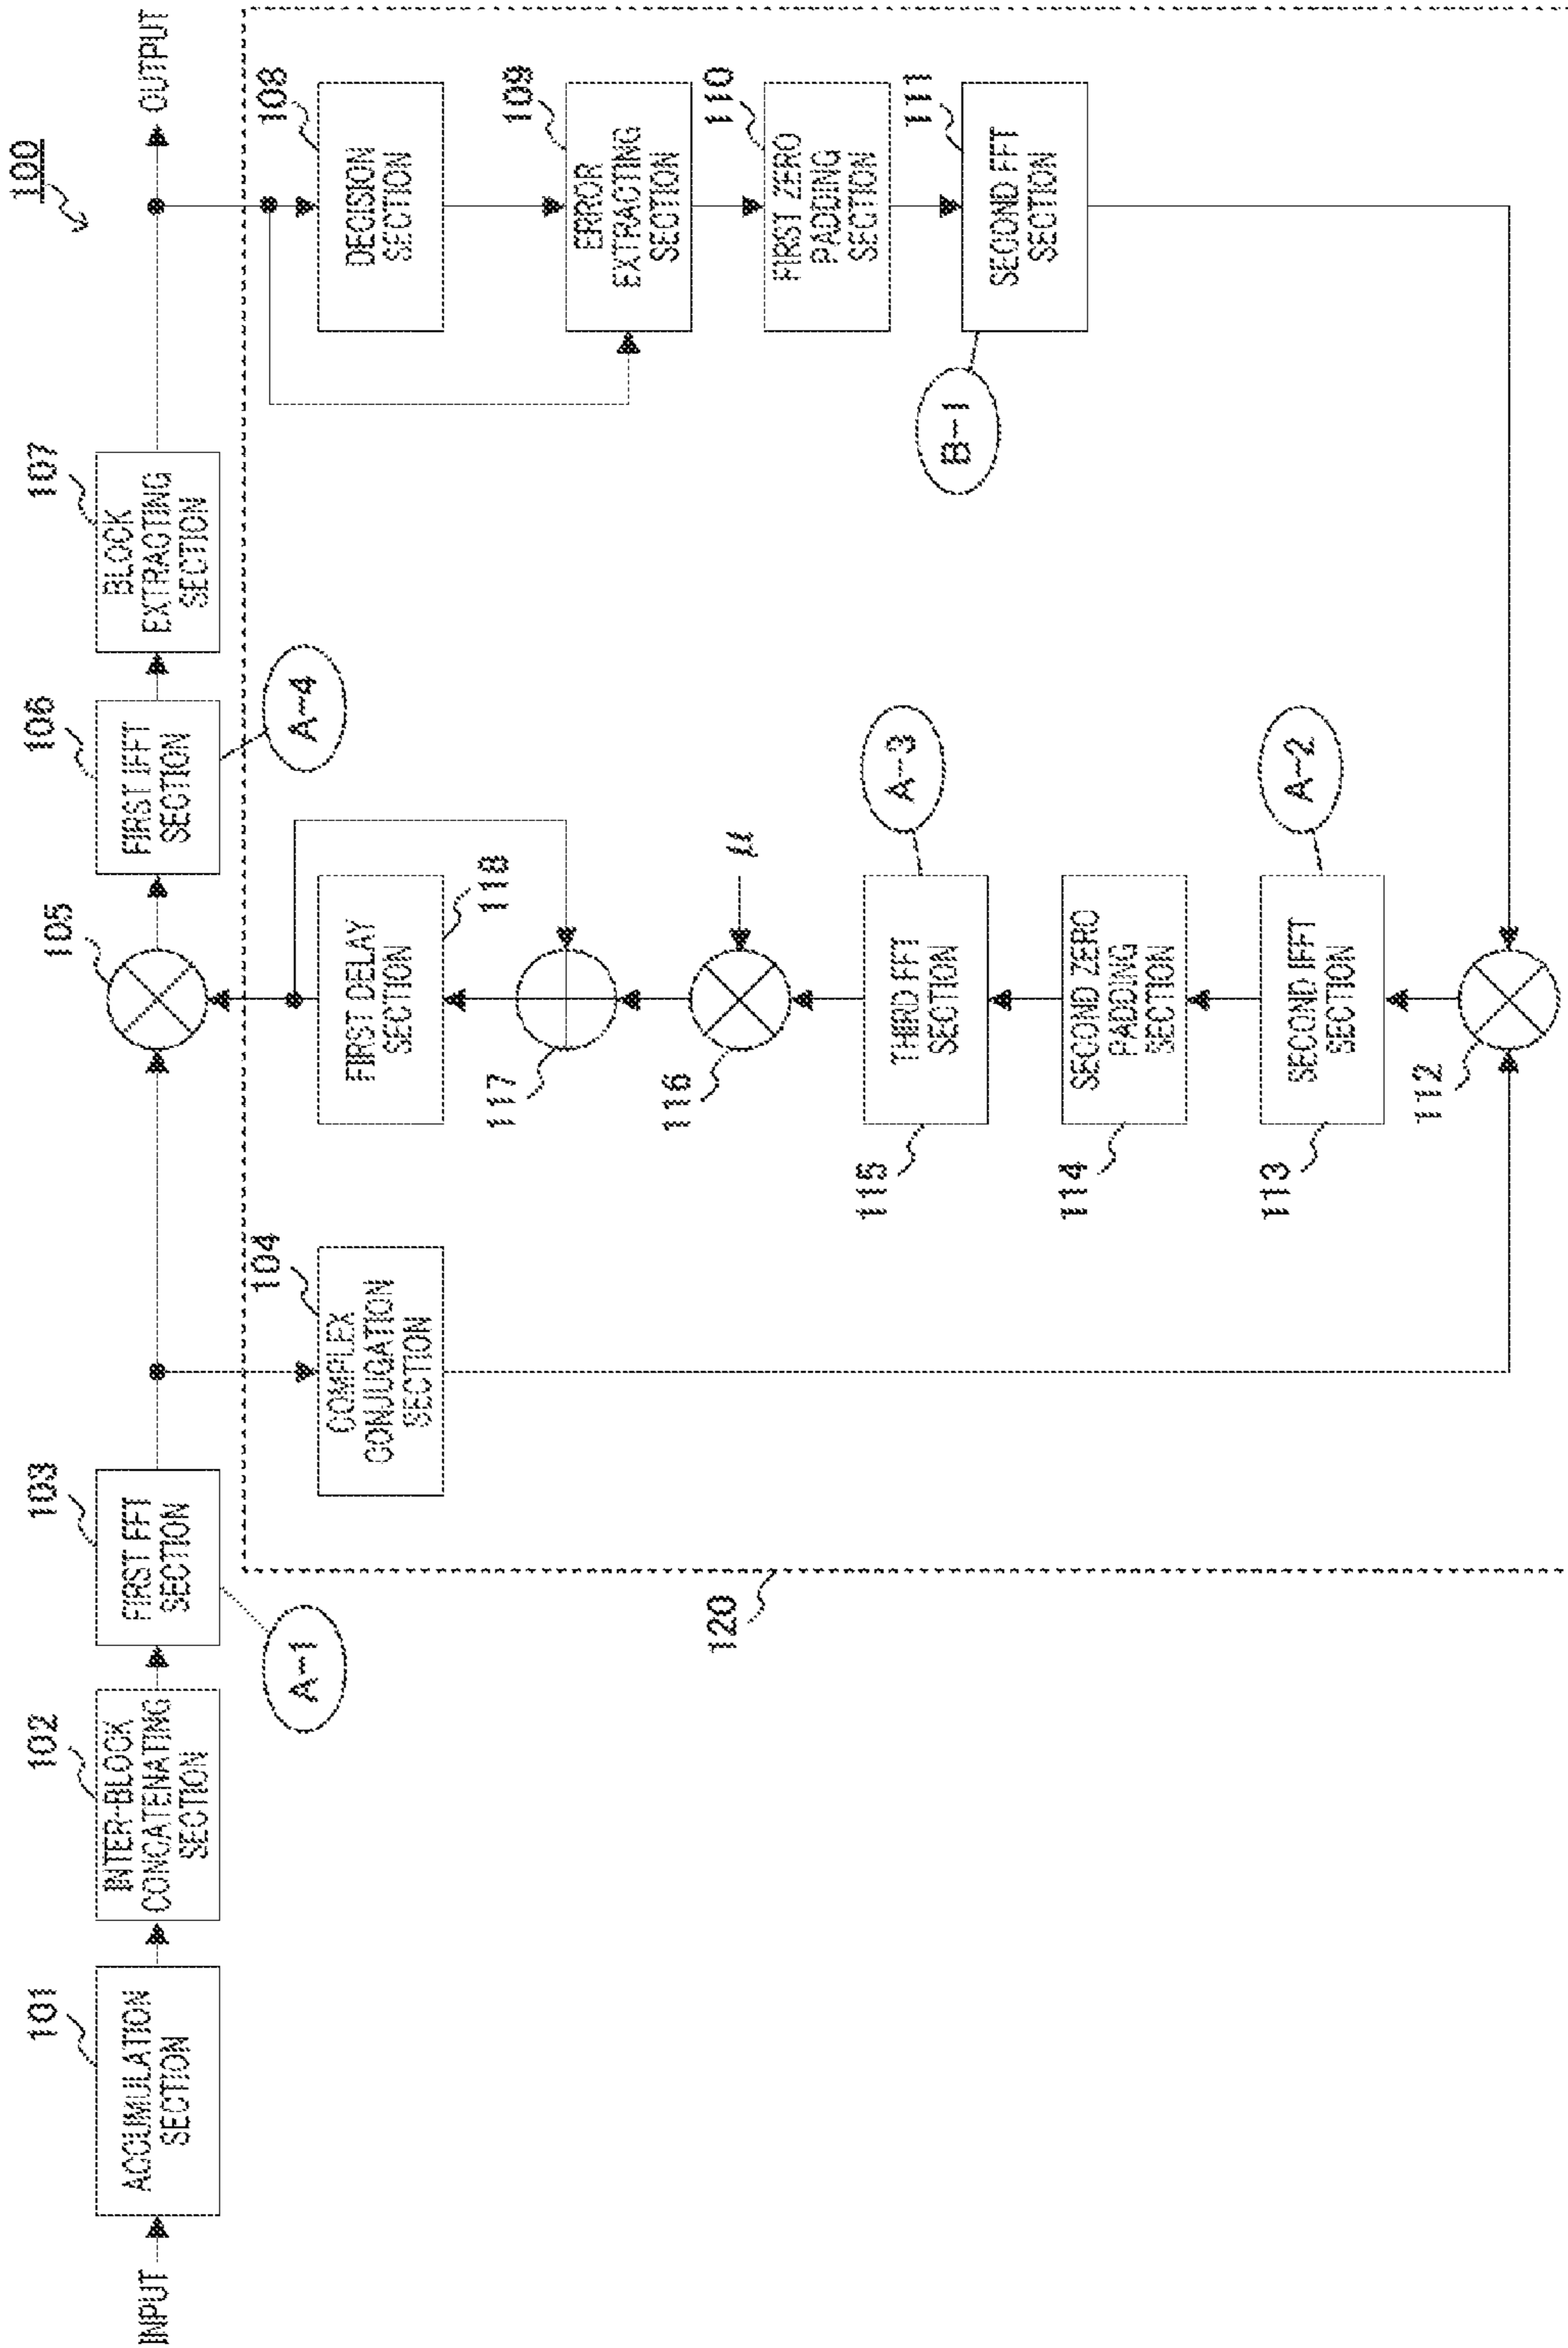 100
INPUT
101
ACCUMULATION
SECTION
102
INTER-BLOCK
CONCATENATING
SECTION
103
FIRST FFT
SECTION
A-1
105
106
FIRST IFFT
SECTION
A-4
107
BLOCK
EXTRACTING
SECTION
OUTPUT
120
104
COMPLEX
CONJUGATION
SECTION
FIRST DELAY
SECTION
118
117
116
μ
115
THIRD FFT
SECTION
A-3
114
SECOND ZERO
PADDING
SECTION
113
SECOND IFFT
SECTION
A-2
112
108
DECISION
SECTION
109
ERROR
EXTRACTING
SECTION
110
FIRST ZERO
PADDING
SECTION
111
SECOND FFT
SECTION
B-1